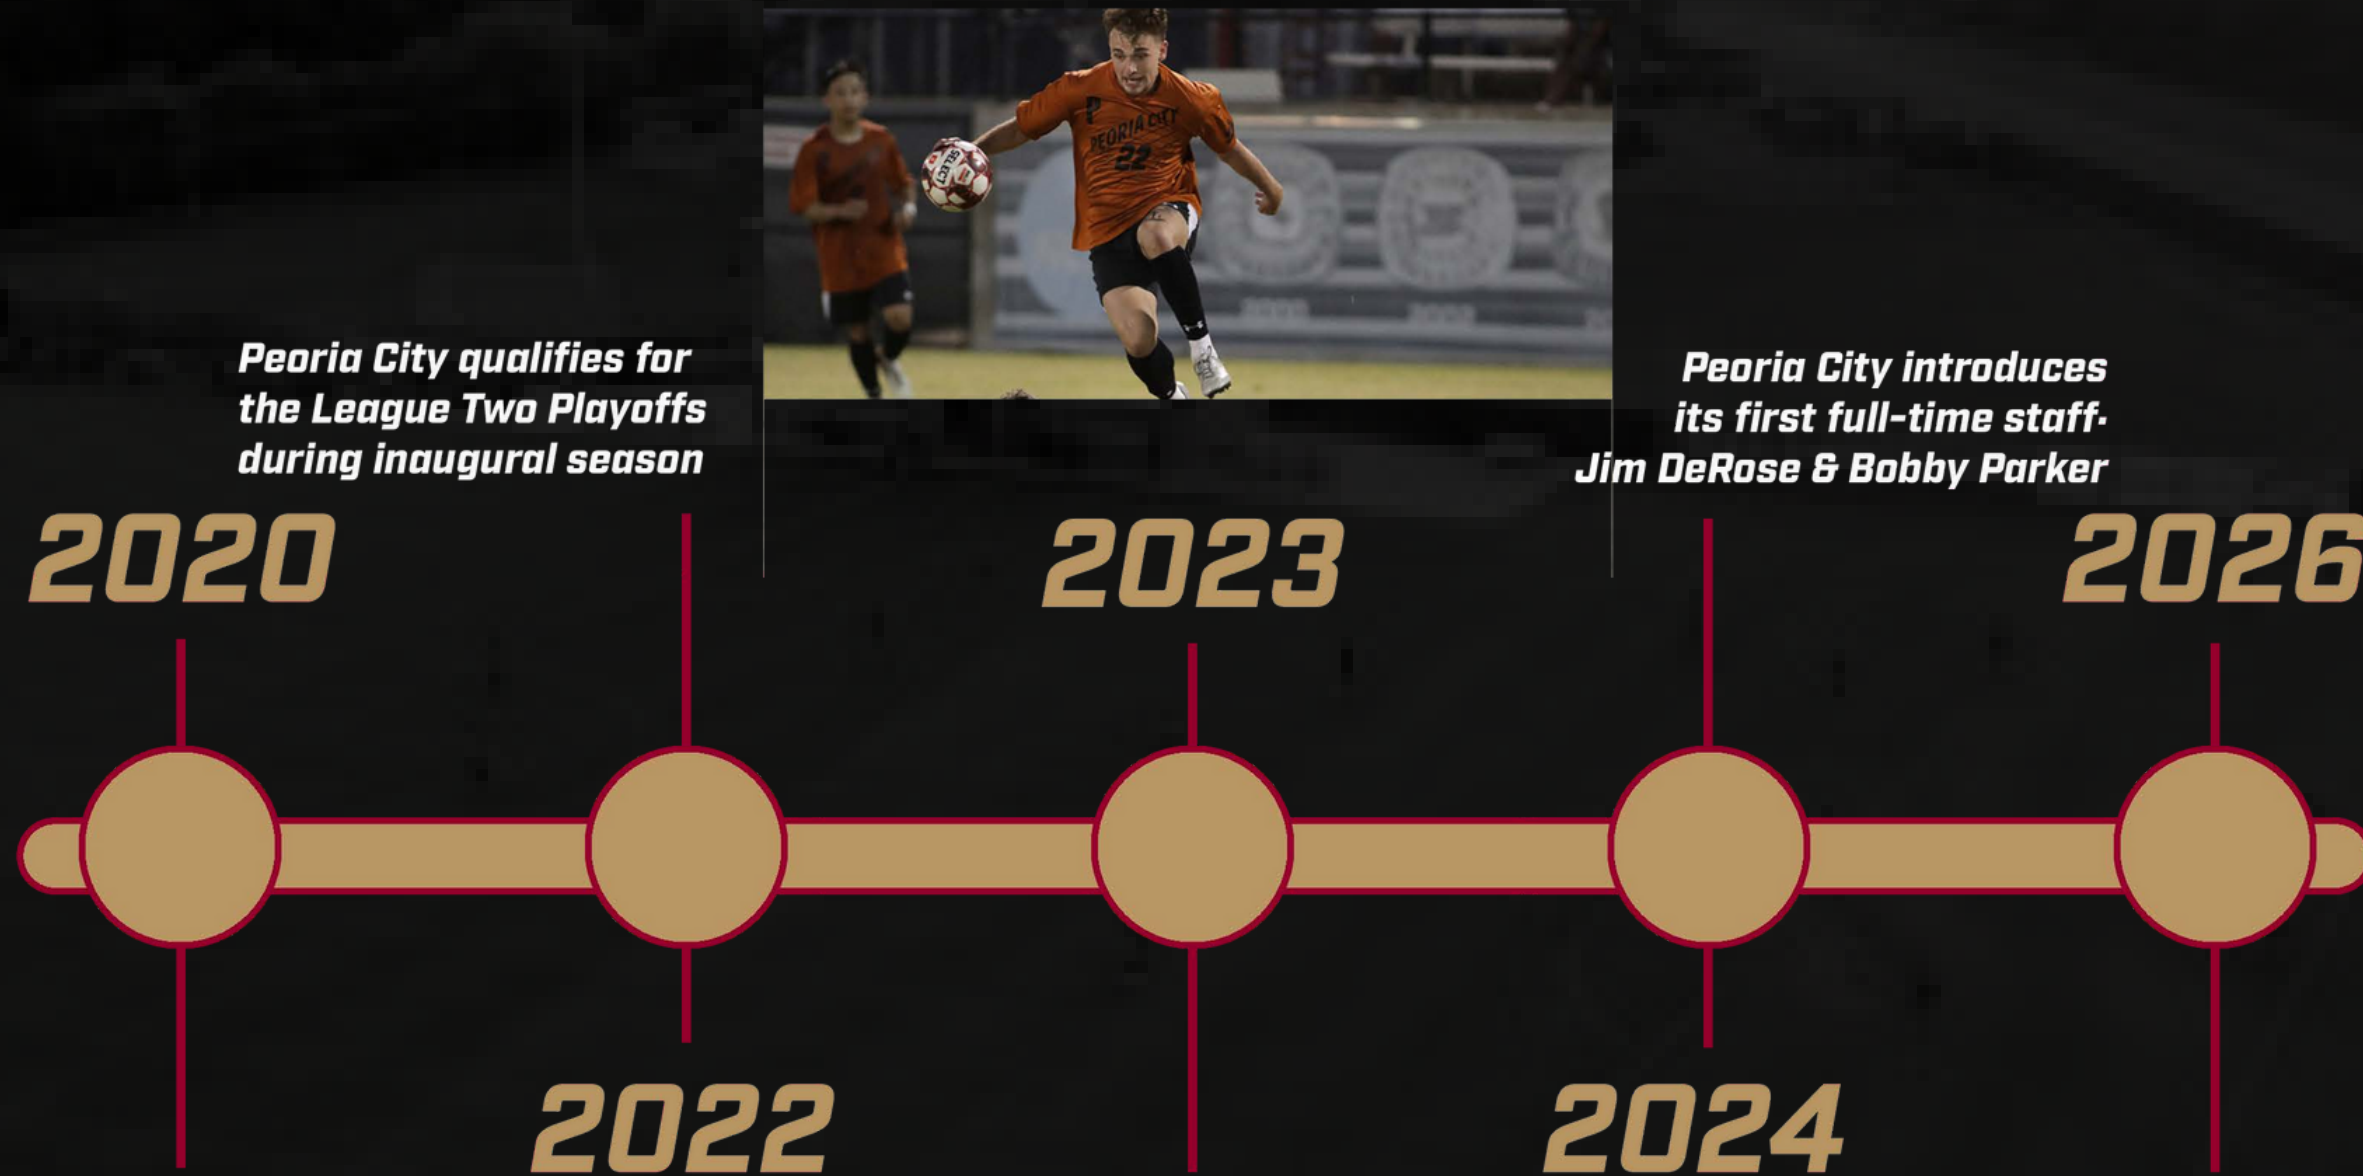 SELECT
P
PEORIA CITY
22
Peoria City qualifies for
the League Two Playoffs
during inaugural season
Peoria City introduces
its first full-time staff.
Jim DeRose & Bobby Parker
2020
2023
2026
2022
2024